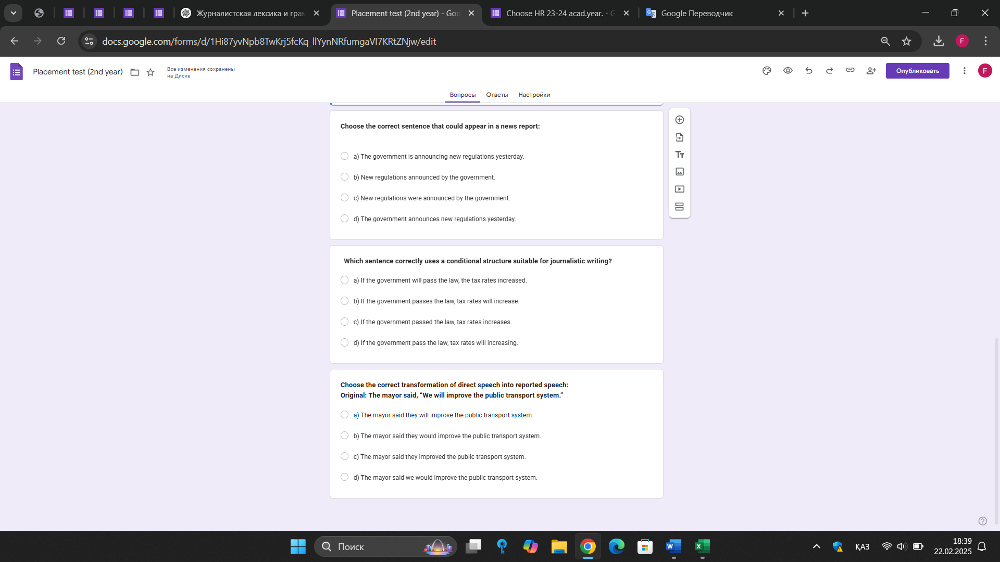 Журналистская лексика и грам
Placement test (2nd year) - Goo
Choose HR 23-24 acad.year. - G
Google Переводчик
docs.google.com/forms/d/1Hi87yvNpb8TwKrj5fcKq_llYynNRfumgaVI7KRtZNjw/edit
F
Placement test (2nd year)
Все изменения сохранены
на Диске
Опубликовать
F
Вопросы Ответы Настройки
Choose the correct sentence that could appear in a news report:
a) The government is announcing new regulations yesterday.
b) New regulations announced by the government.
c) New regulations were announced by the government.
d) The government announces new regulations yesterday.
Which sentence correctly uses a conditional structure suitable for journalistic writing?
a) If the government will pass the law, the tax rates increased.
b) If the government passes the law, tax rates will increase.
c) If the government passed the law, tax rates increases.
d) If the government pass the law, tax rates will increasing.
Choose the correct transformation of direct speech into reported speech:
Original: The mayor said, “We will improve the public transport system.”
a) The mayor said they will improve the public transport system.
b) The mayor said they would improve the public transport system.
c) The mayor said they improved the public transport system.
d) The mayor said we would improve the public transport system.
Поиск
ҚАЗ
18:39
22.02.2025